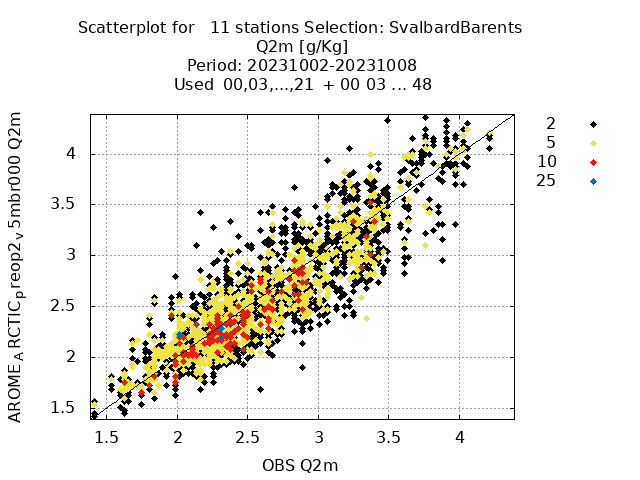 Scatterplot for 11 stations Selection: SvalbardBarents
Q2m [g/Kg]
Period: 20231002-20231008
Used 00,03,...,21 + 00 03 ... 48
2
5
10
25
4
3.5
3
2.5
2
1.5
1.5 2 2.5 3 3.5 4
OBS Q2m
AROME_ARCTIC_preop2_v,5mbr000 Q2m